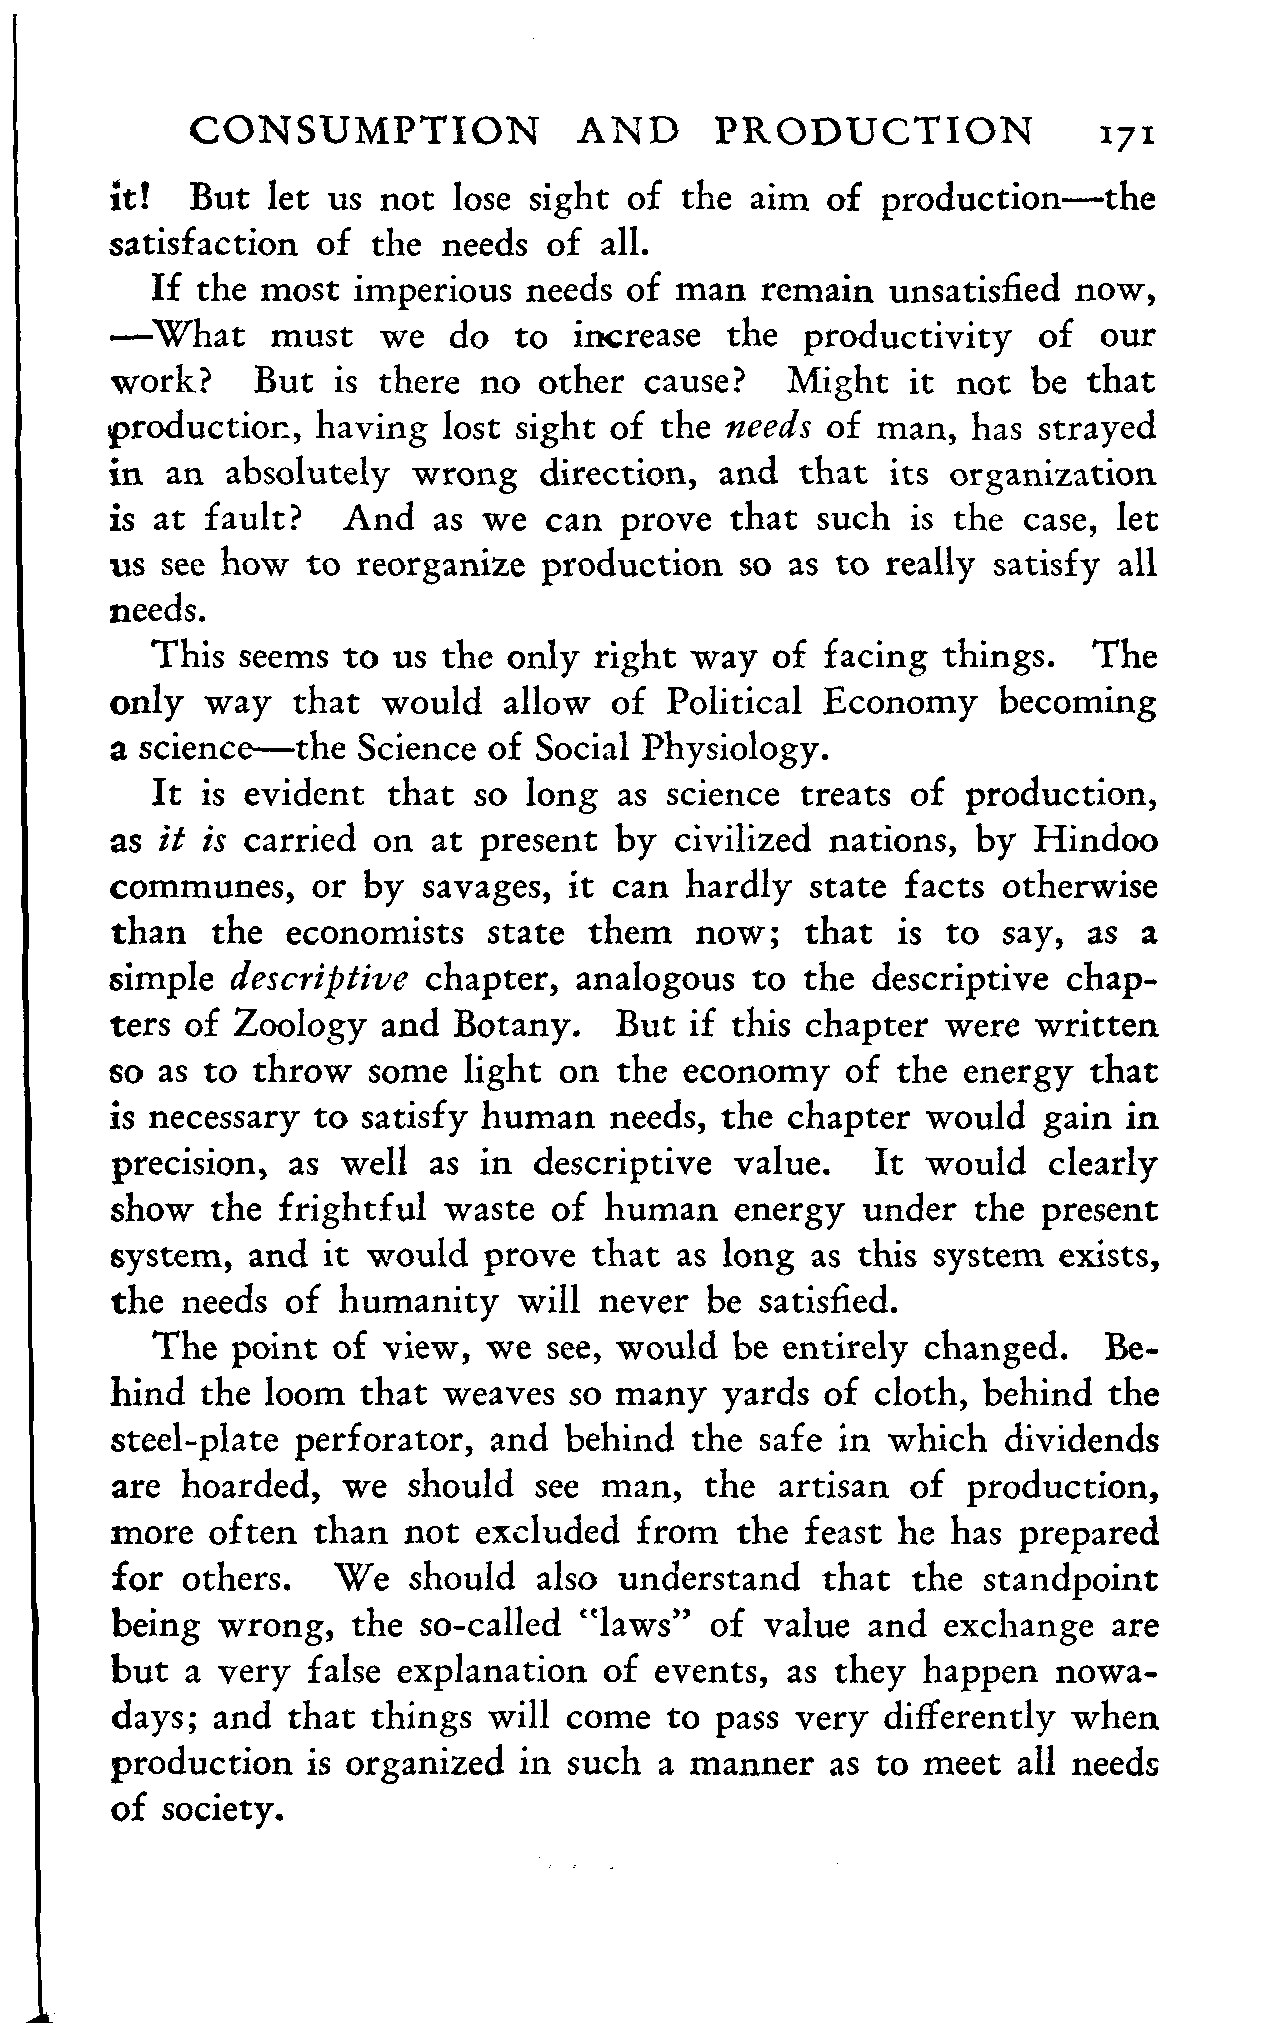 CONSUMPTION AND PRODUCTION 171
it! But let us not lose sight of the aim of production—the
satisfaction of the needs of all.
If the most imperious needs of man remain unsatisfied now,
—What must we do to increase the productivity of our
work? But is there no other cause? Might it not be that
production, having lost sight of the needs of man, has strayed
in an absolutely wrong direction, and that its organization
is at fault? And as we can prove that such is the case, let
us see how to reorganize production so as to really satisfy all
needs.
This seems to us the only right way of facing things. The
only way that would allow of Political Economy becoming
a science—the Science of Social Physiology.
It is evident that so long as science treats of production,
as it is carried on at present by civilized nations, by Hindoo
communes, or by savages, it can hardly state facts otherwise
than the economists state them now; that is to say, as a
simple descriptive chapter, analogous to the descriptive chap-
ters of Zoology and Botany. But if this chapter were written
so as to throw some light on the economy of the energy that
is necessary to satisfy human needs, the chapter would gain in
precision, as well as in descriptive value. It would clearly
show the frightful waste of human energy under the present
system, and it would prove that as long as this system exists,
the needs of humanity will never be satisfied.
The point of view, we see, would be entirely changed. Be-
hind the loom that weaves so many yards of cloth, behind the
steel-plate perforator, and behind the safe in which dividends
are hoarded, we should see man, the artisan of production,
more often than not excluded from the feast he has prepared
for others. We should also understand that the standpoint
being wrong, the so-called "laws" of value and exchange are
but a very false explanation of events, as they happen nowa-
days; and that things will come to pass very differently when
production is organized in such a manner as to meet all needs
of society.